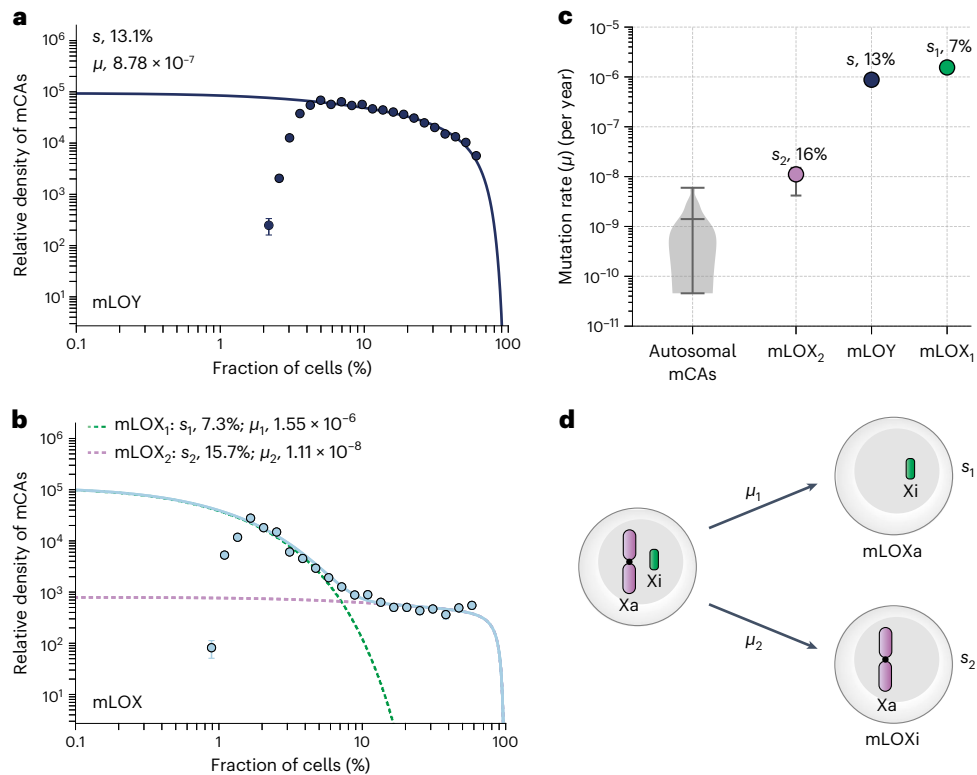 a
s, 13.1%
μ, 8.78 × 10⁻⁷
10⁶
10⁵
10⁴
10³
10²
10¹
Relative density of mCAs
mLOY
0.1
1
10
100
Fraction of cells (%)
b
mLOX₁: s₁, 7.3%; μ₁, 1.55 × 10⁻⁶
mLOX₂: s₂, 15.7%; μ₂, 1.11 × 10⁻⁸
10⁶
10⁵
10⁴
10³
10²
10¹
Relative density of mCAs
mLOX
0.1
1
10
100
Fraction of cells (%)
c
10⁻⁵
10⁻⁶
10⁻⁷
10⁻⁸
10⁻⁹
10⁻¹⁰
10⁻¹¹
Mutation rate (μ) (per year)
s₂, 16%
s, 13%
s₁, 7%
Autosomal
mCAs
mLOX₂
mLOY
mLOX₁
d
Xa
Xi
μ₁
μ₂
Xi
s₁
mLOXa
Xa
s₂
mLOXi